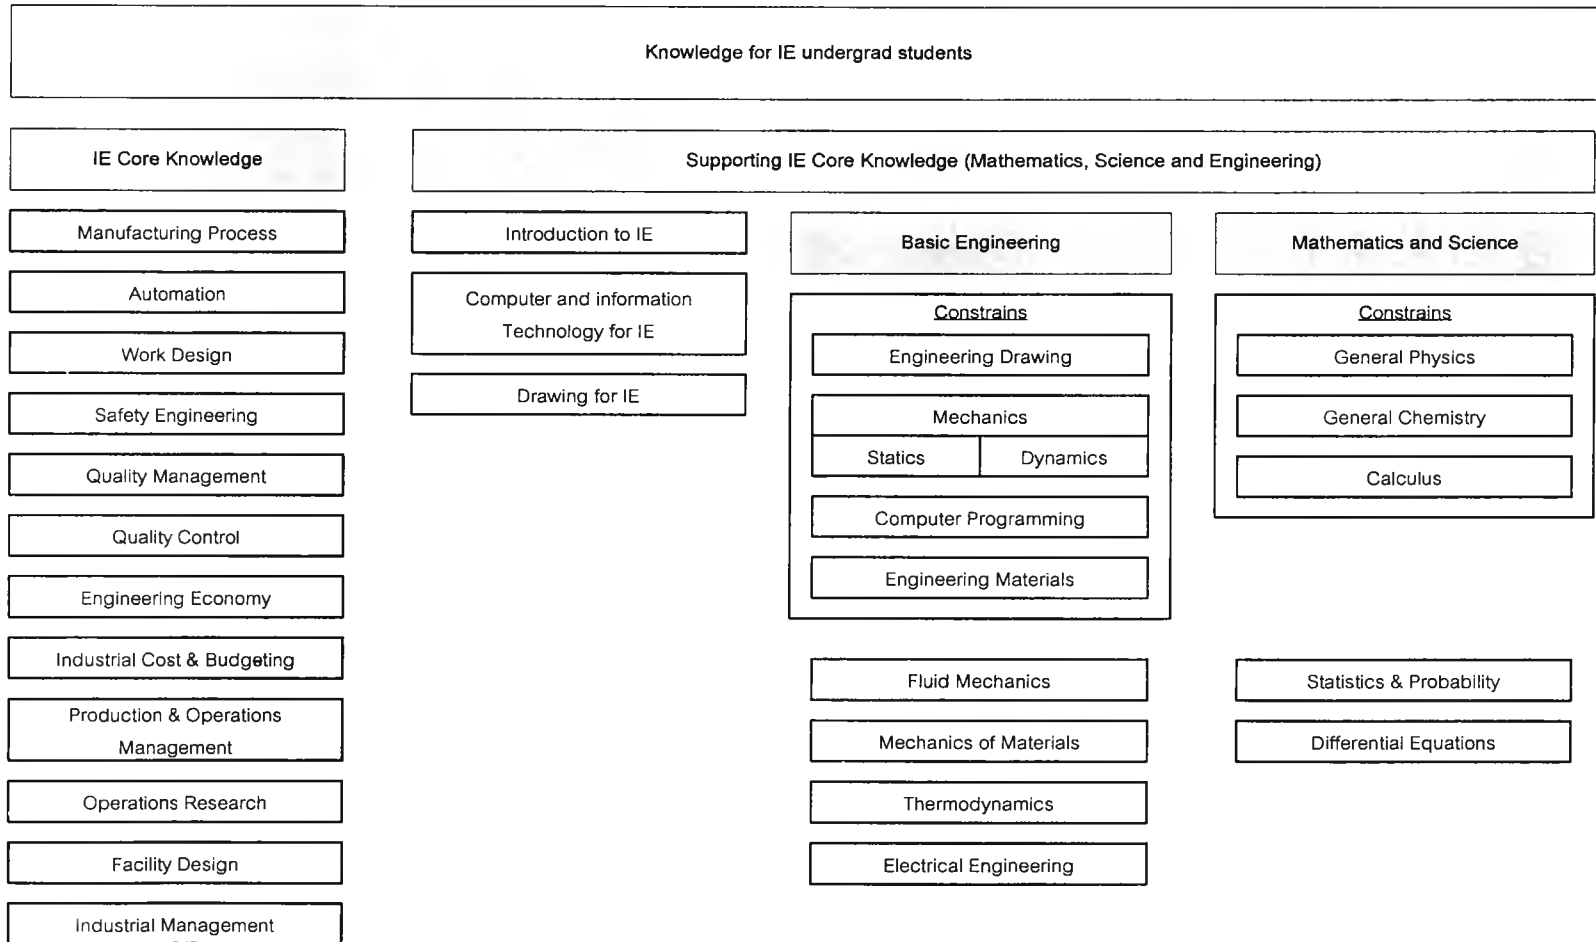 Knowledge for IE undergrad students
IE Core Knowledge
Manufacturing Process
Automation
Work Design
Safety Engineering
Quality Management
Quality Control
Engineering Economy
Industrial Cost & Budgeting
Production & Operations
Management
Operations Research
Facility Design
Industrial Management
Supporting IE Core Knowledge (Mathematics, Science and Engineering)
Introduction to IE
Computer and information
Technology for IE
Drawing for IE
Basic Engineering
Constrains
Engineering Drawing
Mechanics
Statics
Dynamics
Computer Programming
Engineering Materials
Fluid Mechanics
Mechanics of Materials
Thermodynamics
Electrical Engineering
Mathematics and Science
Constrains
General Physics
General Chemistry
Calculus
Statistics & Probability
Differential Equations